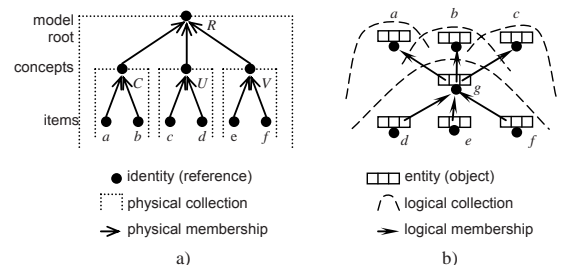 model root
R
concepts
C
U
V
items
a b c d e f
identity (reference)
physical collection
physical membership
a)
a b c
g
d e f
entity (object)
logical collection
logical membership
b)